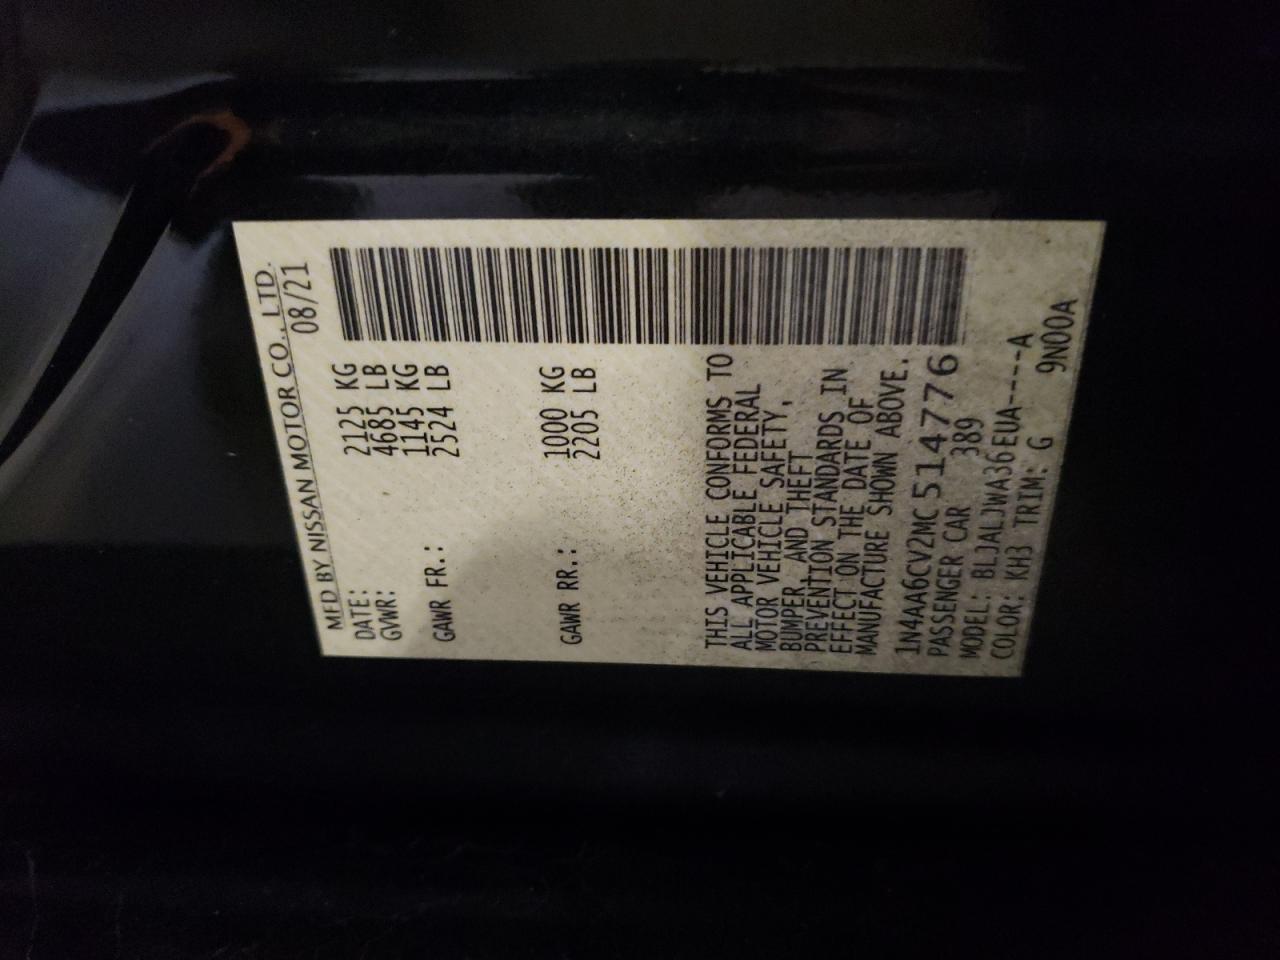 MFD BY NISSAN MOTOR CO., LTD.
DATE: 08/21
GVWR: 2125 KG
4685 LB
GAWR FR.: 1145 KG
2524 LB
GAWR RR.: 1000 KG
2205 LB
THIS VEHICLE CONFORMS TO
ALL APPLICABLE FEDERAL
MOTOR VEHICLE SAFETY,
BUMPER, AND THEFT
PREVENTION STANDARDS IN
EFFECT ON THE DATE OF
MANUFACTURE SHOWN ABOVE.
1N4AA6CV2MC514776
PASSENGER CAR 389
MODEL: BLJALJWA36EUA----A
COLOR: KH3 TRIM: G 9N00A